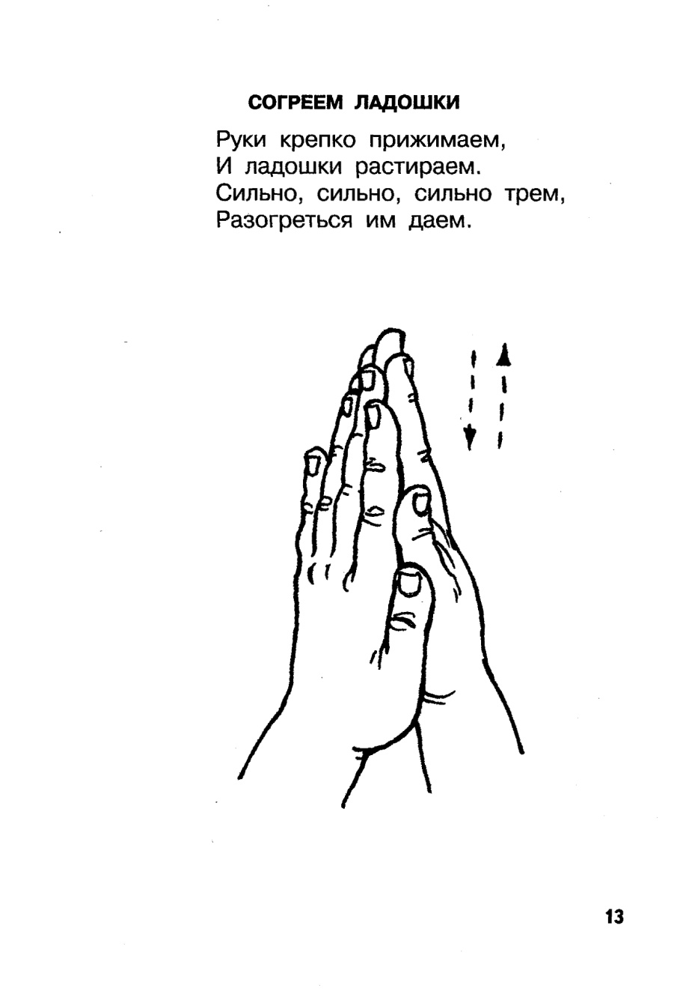 СОГРЕЕМ ЛАДОШКИ
Руки крепко прижимаем,
И ладошки растираем.
Сильно, сильно, сильно трем,
Разогреться им даем.
13